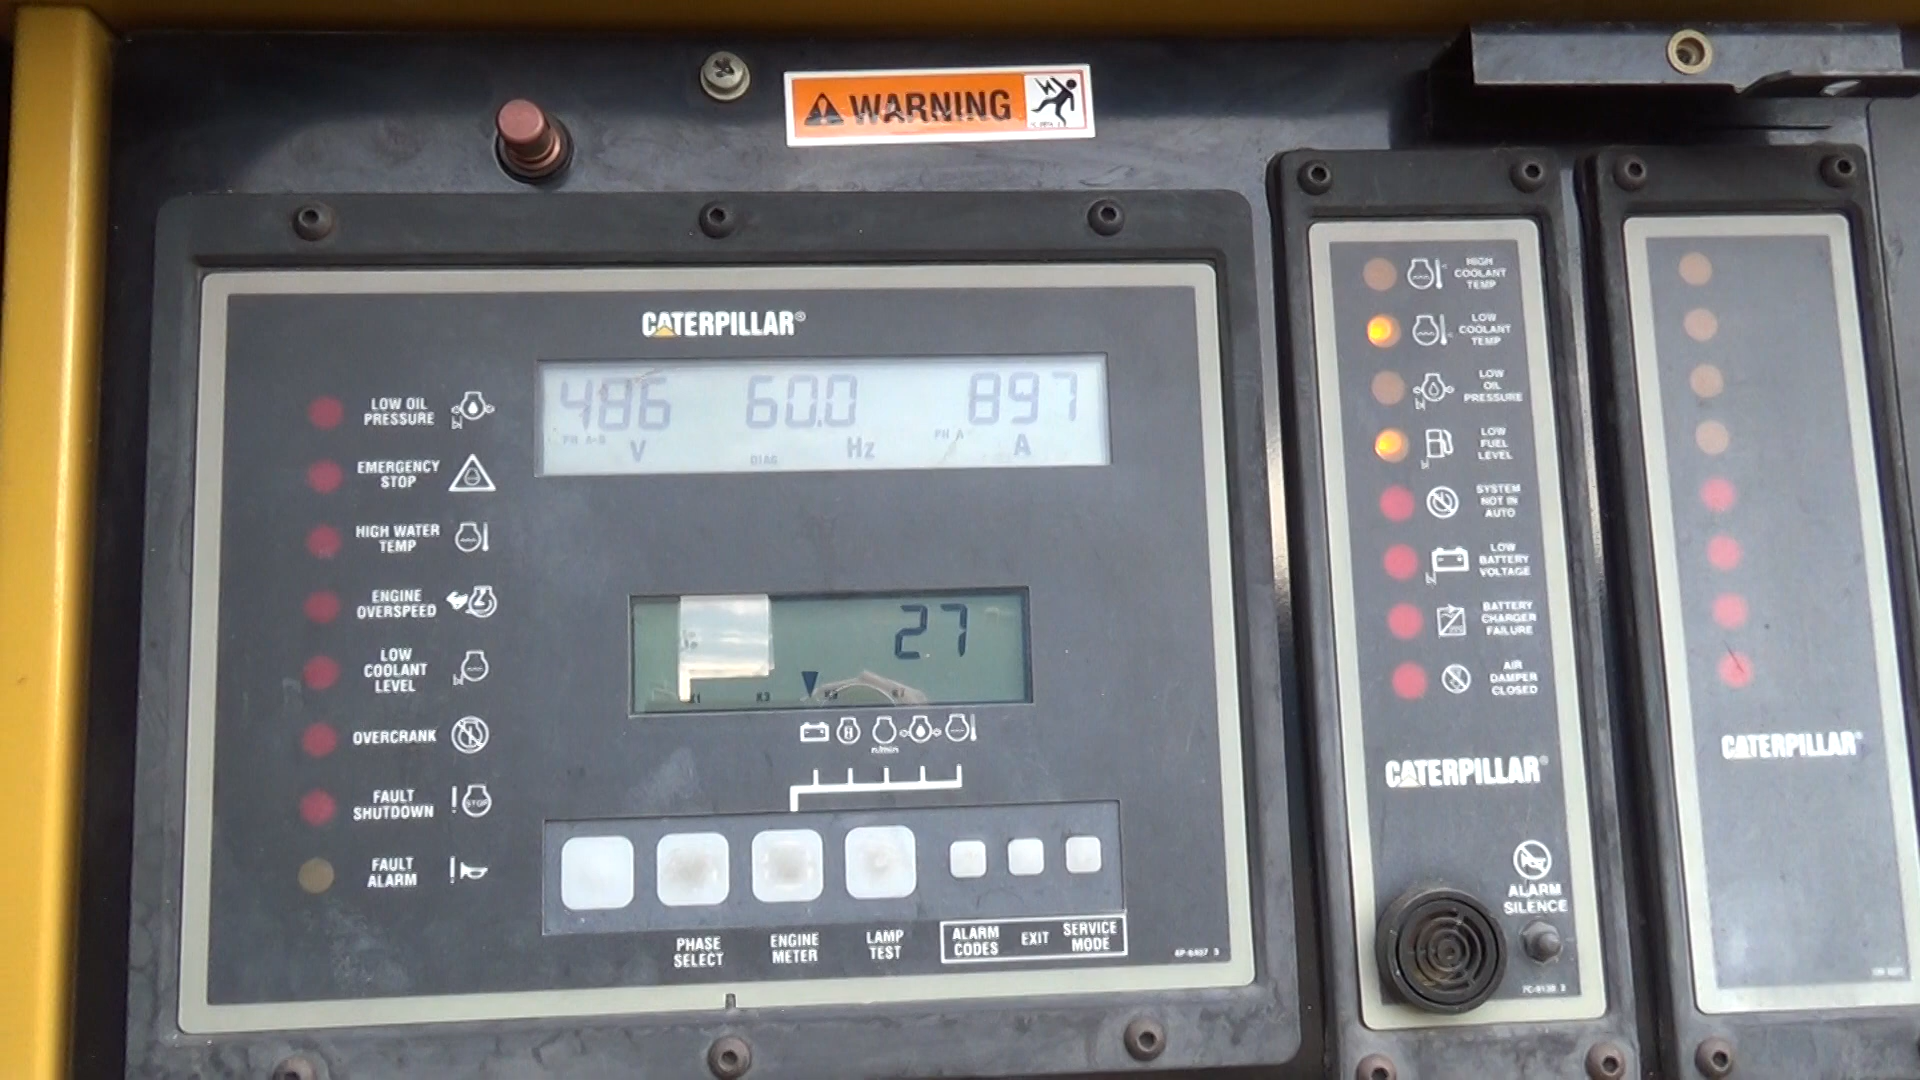 WARNING
CATERPILLAR®
486 60.0 897
PH A-B V DIAG Hz PH A A
LOW OIL
PRESSURE
EMERGENCY
STOP
HIGH WATER
TEMP
ENGINE
OVERSPEED
LOW
COOLANT
LEVEL
OVERCRANK
FAULT
SHUTDOWN
STOP
FAULT
ALARM
27
K3
K7
PHASE
SELECT
ENGINE
METER
LAMP
TEST
ALARM
CODES
EXIT
SERVICE
MODE
HIGH
COOLANT
TEMP
LOW
COOLANT
TEMP
LOW
OIL
PRESSURE
LOW
FUEL
LEVEL
SYSTEM
NOT IN
AUTO
LOW
BATTERY
VOLTAGE
BATTERY
CHARGER
FAILURE
AIR
DAMPER
CLOSED
CATERPILLAR®
ALARM
SILENCE
CATERPILLAR®